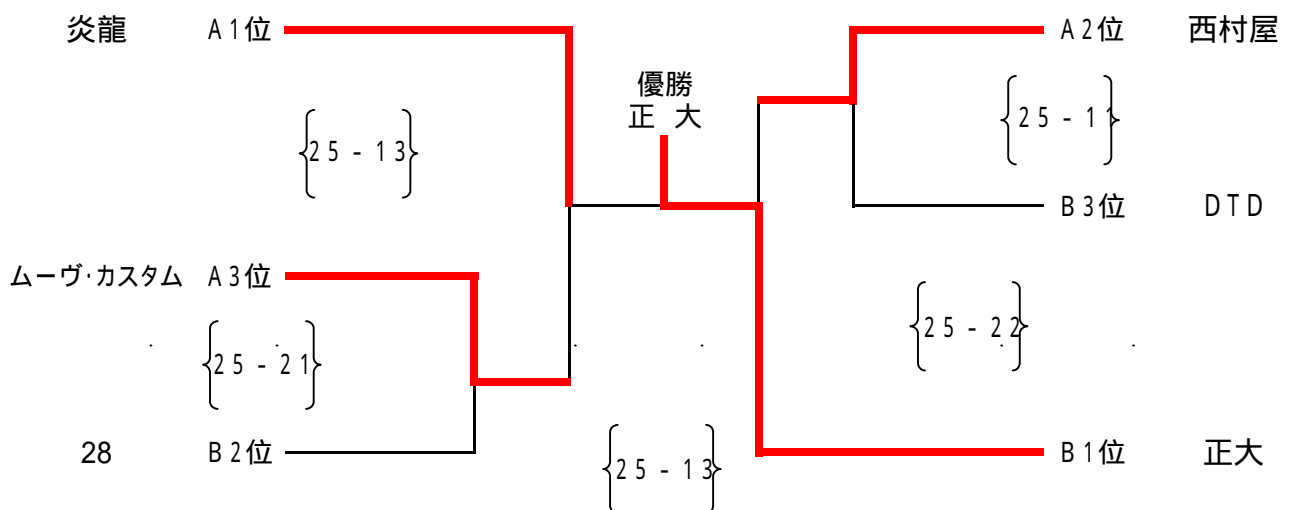 炎龍 A1位
A2位 西村屋
優勝
正 大
25 - 13
25 - 11
B3位 DTD
ムーヴ・カスタム A3位
25 - 21
25 - 22
28 B2位
25 - 13
B1位 正大